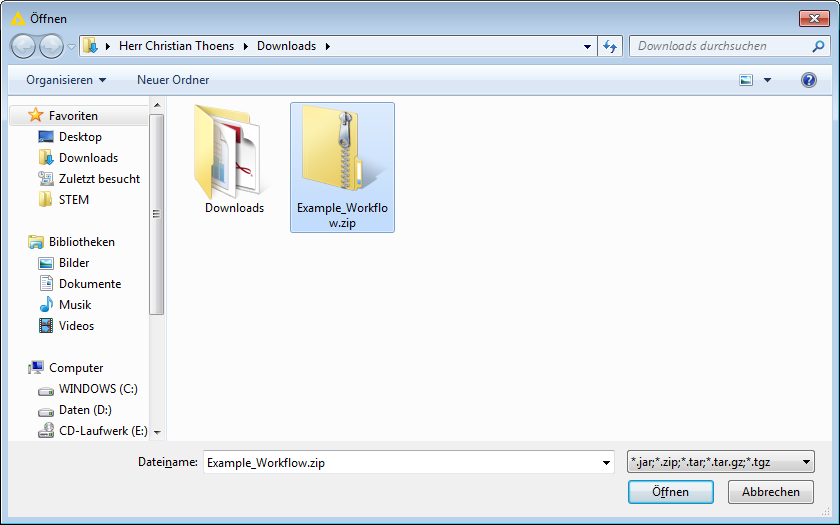 Öffnen
Herr Christian Thoens Downloads Downloads durchsuchen
Organisieren Neuer Ordner
Favoriten
Desktop
Downloads
Zuletzt besucht
STEM
Bibliotheken
Bilder
Dokumente
Musik
Videos
Computer
WINDOWS (C:)
Daten (D:)
CD-Laufwerk (E:)
Downloads
Example_Workflo
w.zip
Dateiname: Example_Workflow.zip *.jar;*.zip;*.tar;*.tar.gz;*.tgz
Öffnen Abbrechen